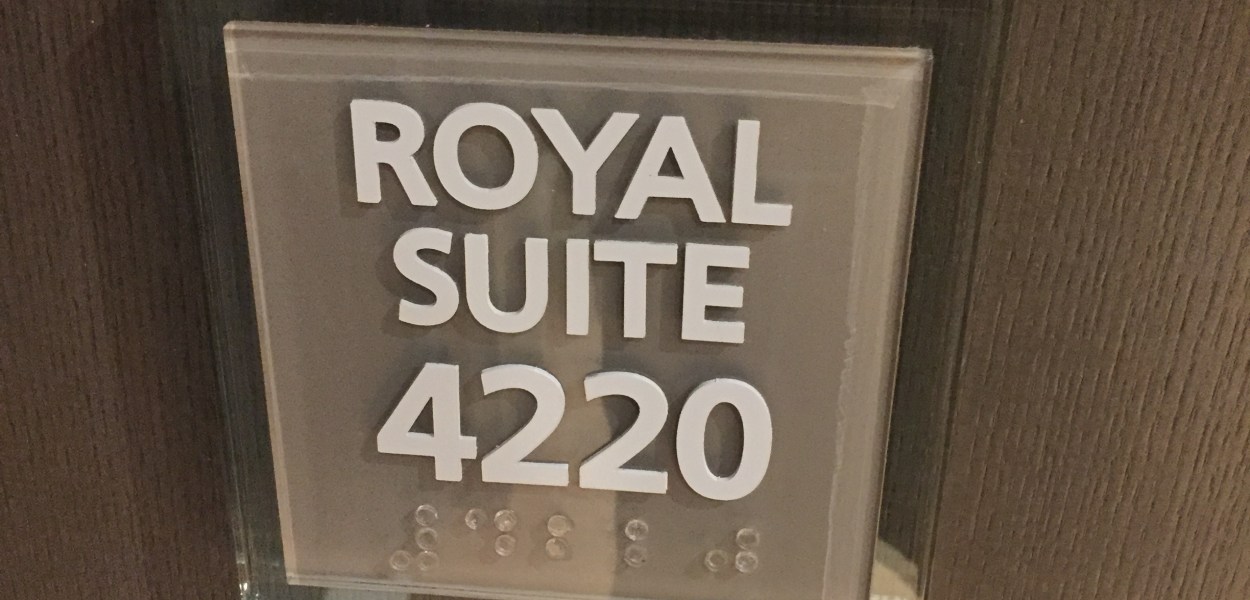 ROYAL
SUITE
4220
⠼⠙⠃⠃⠚